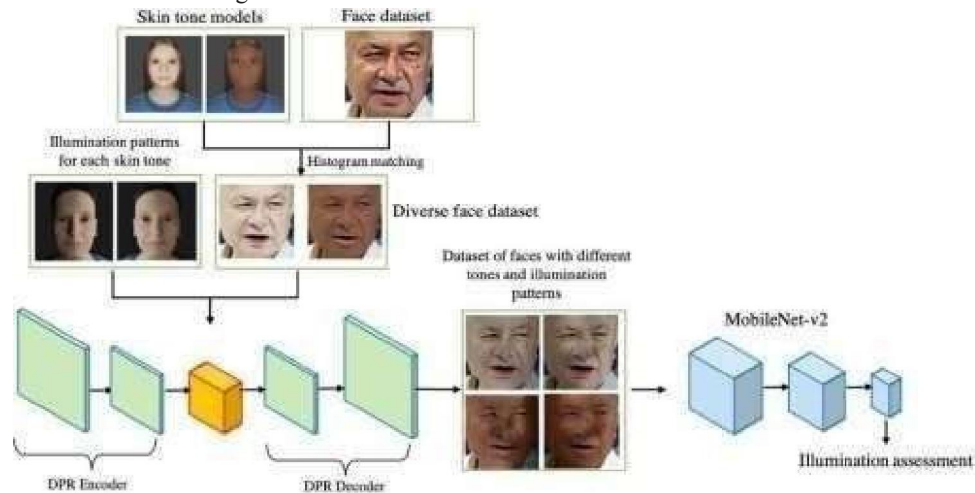 Skin tone models
Face dataset
Illumination patterns
for each skin tone
Histogram matching
Diverse face dataset
Dataset of faces with different
tones and illumination
patterns
MobileNet-v2
DPR Encoder
DPR Decoder
Illumination assessment